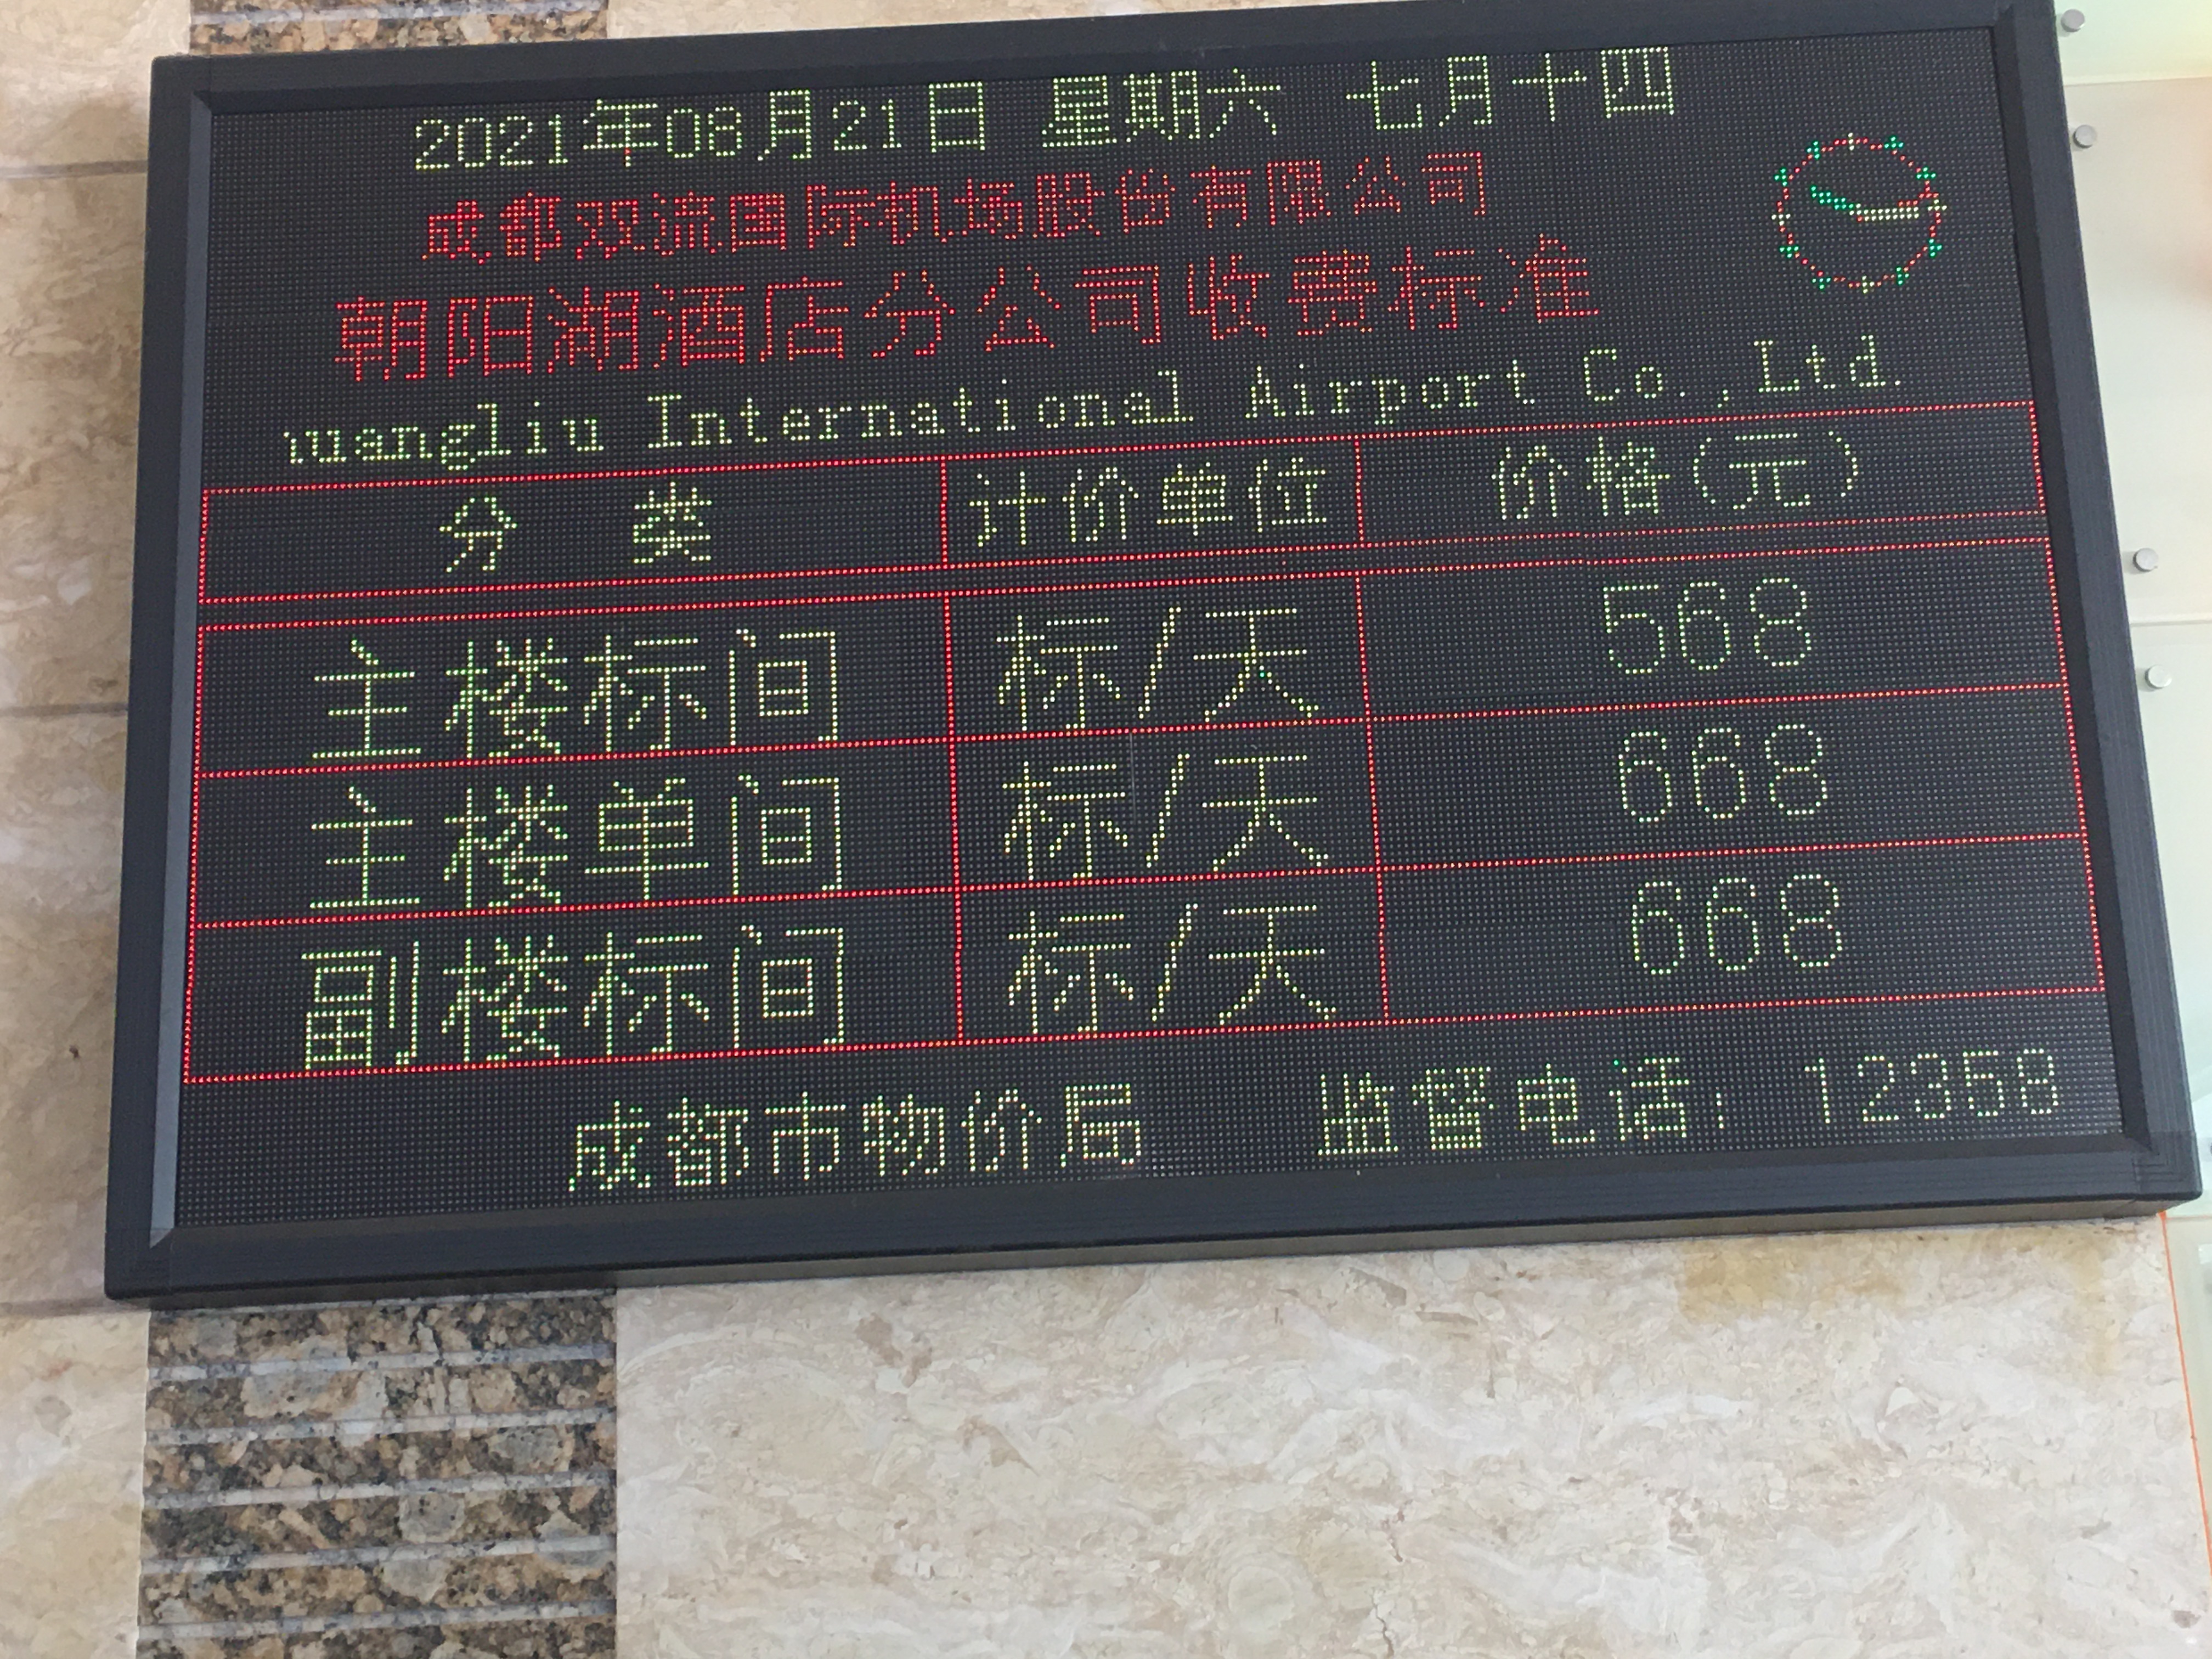 2021年08月21日 星期六 七月十四
成都双流国际机场股份有限公司
朝阳湖酒店分公司收费标准
uangliu International Airport Co.,Ltd.
分 类 计价单位 价格(元)
主楼标间 标/天 568
主楼单间 标/天 668
副楼标间 标/天 668
成都市物价局 监督电话: 12358